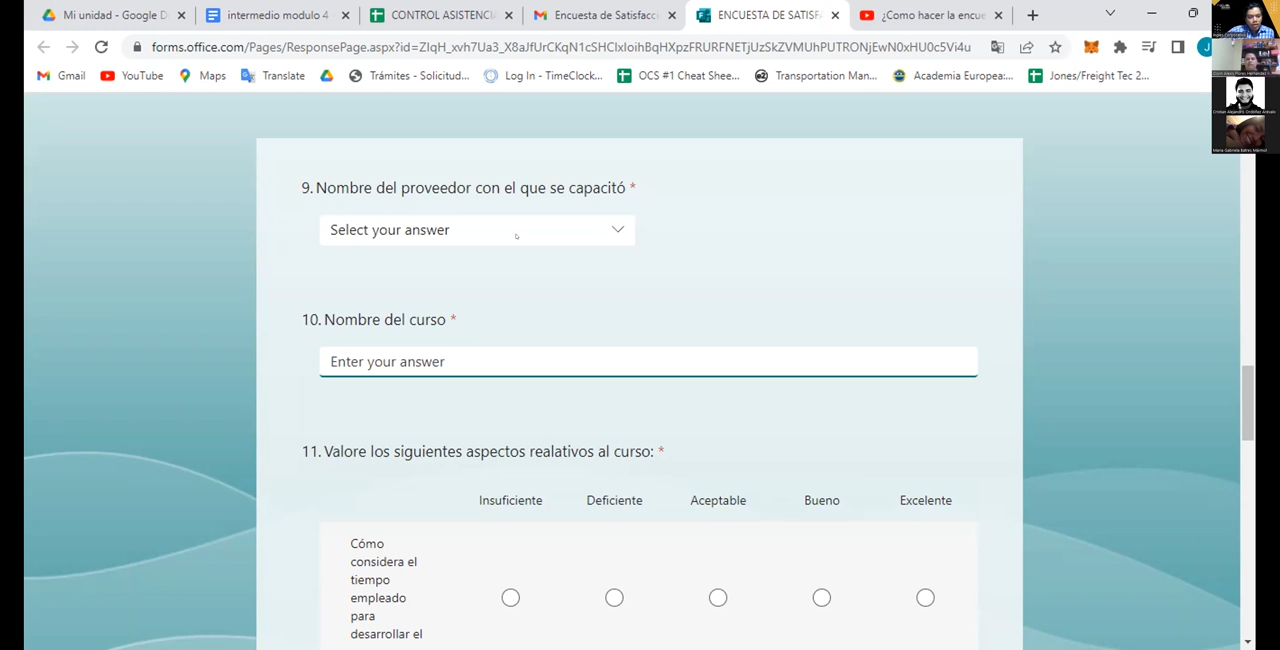 Mi unidad - Google D
intermedio modulo 4
CONTROL ASISTENCI
Encuesta de Satisfacc
ENCUESTA DE SATISF
¿Como hacer la encue
forms.office.com/Pages/ResponsePage.aspx?id=ZIqH_xvh7Ua3_X8aJfUrCKqN1cSHCIxIoihBqHXpzFRURFNETjUzSkZVMUhPUTRONjEwN0xHU0c5Vi4u
Gmail
YouTube
Maps
Translate
Trámites - Solicitud...
Log In - TimeClock...
OCS #1 Cheat Shee...
Transportation Man...
Academia Europea:...
Jones/Freight Tec 2...
J
9. Nombre del proveedor con el que se capacitó *
Select your answer
10. Nombre del curso *
Enter your answer
11. Valore los siguientes aspectos realativos al curso: *
Insuficiente Deficiente Aceptable Bueno Excelente
Cómo
considera el
tiempo
empleado
para
desarrollar el